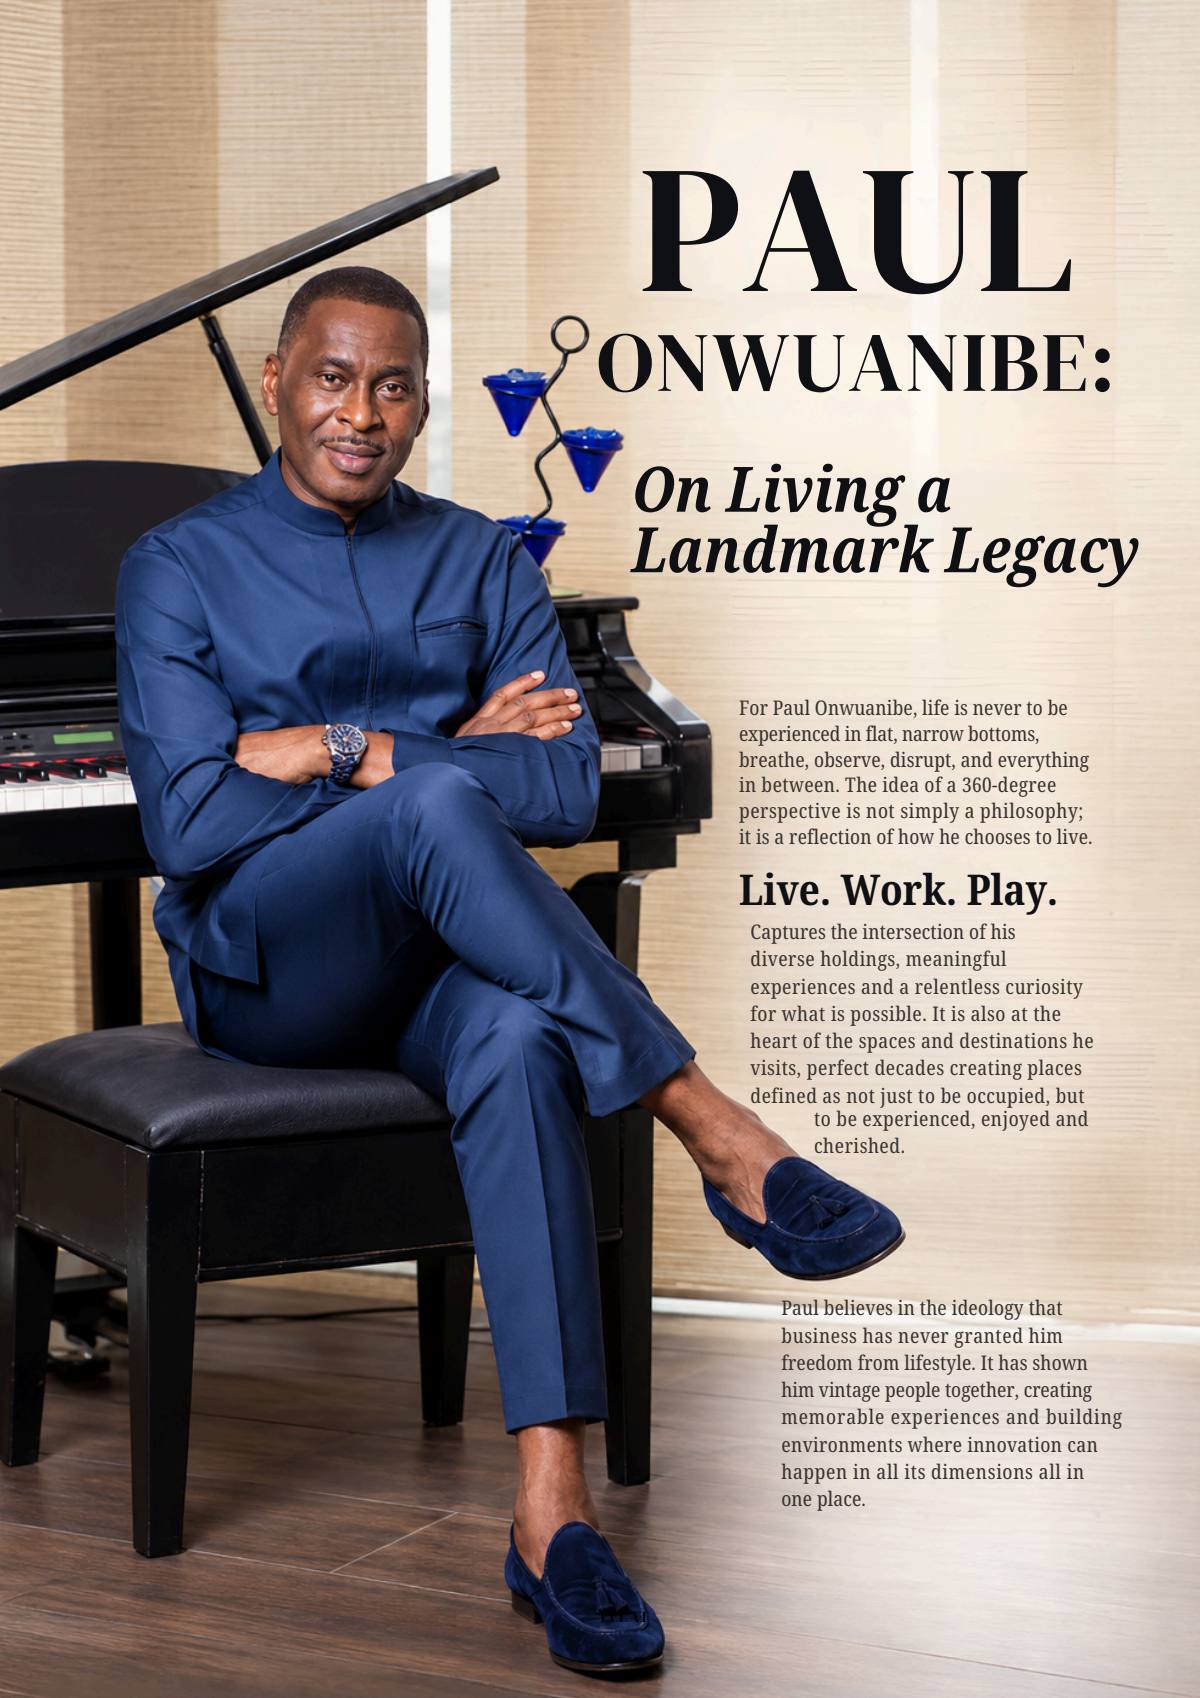 PAUL
ONWUANIBE:
On Living a
Landmark Legacy
For Paul Onwuanibe, life is never to be
experienced in flat, narrow bottoms,
breathe, observe, disrupt, and everything
in between. The idea of a 360-degree
perspective is not simply a philosophy;
it is a reflection of how he chooses to live.
Live. Work. Play.
Captures the intersection of his
diverse holdings, meaningful
experiences and a relentless curiosity
for what is possible. It is also at the
heart of the spaces and destinations he
visits, perfect decades creating places
defined as not just to be occupied, but
to be experienced, enjoyed and
cherished.
Paul believes in the ideology that
business has never granted him
freedom from lifestyle. It has shown
him vintage people together, creating
memorable experiences and building
environments where innovation can
happen in all its dimensions all in
one place.